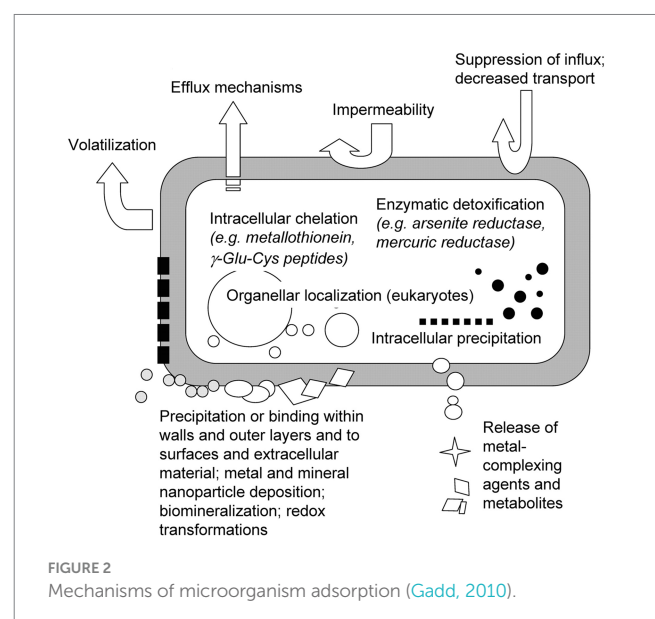 Suppression of influx;
decreased transport
Efflux mechanisms
Impermeability
Volatilization
Intracellular chelation
(e.g. metallothionein,
γ-Glu-Cys peptides)
Enzymatic detoxification
(e.g. arsenite reductase,
mercuric reductase)
Organellar localization (eukaryotes)
Intracellular precipitation
Precipitation or binding within
walls and outer layers and to
surfaces and extracellular
material; metal and mineral
nanoparticle deposition;
biomineralization; redox
transformations
Release of
metal-
complexing
agents and
metabolites
FIGURE 2
Mechanisms of microorganism adsorption (Gadd, 2010).